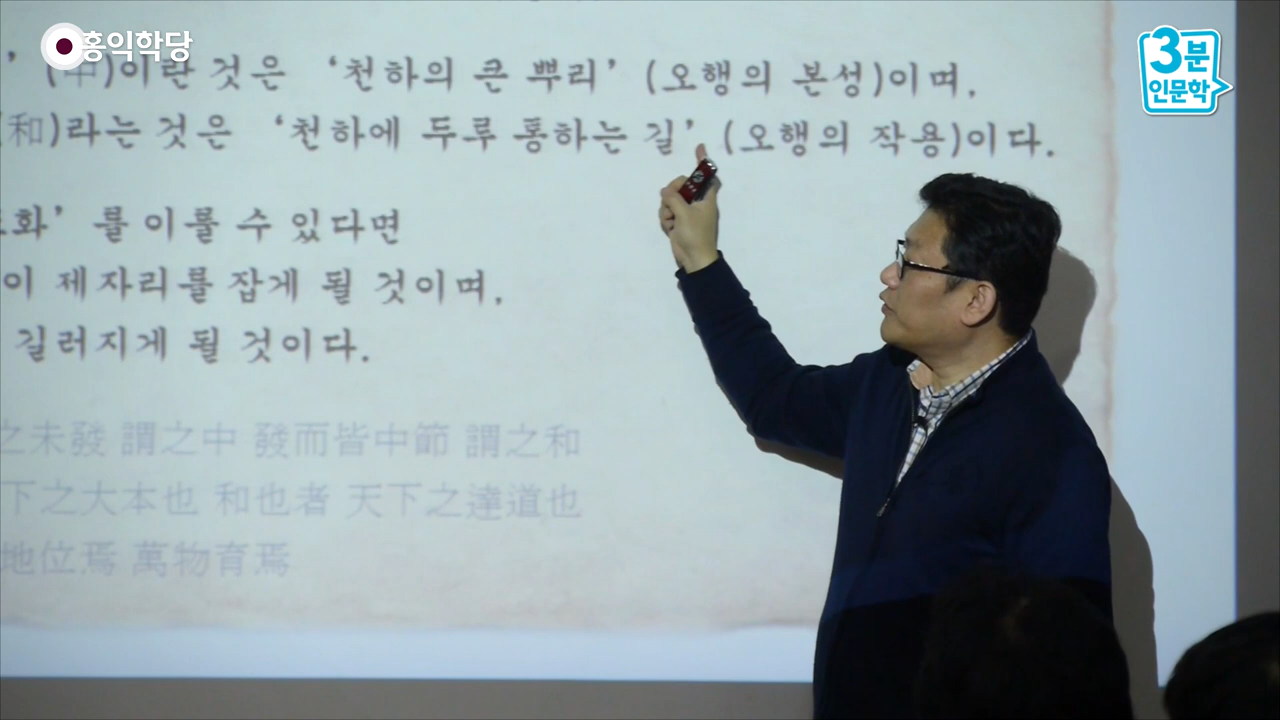 홍익학당
3분
인문학
’ (中)이란 것은 ‘천하의 큰 뿌리’ (오행의 본성)이며,
(和)라는 것은 ‘천하에 두루 통하는 길’ (오행의 작용)이다.
화’ 를 이룰 수 있다면
이 제자리를 잡게 될 것이며,
길러지게 될 것이다.
之未發 謂之中 發而皆中節 謂之和
下之大本也 和也者 天下之達道也
地位焉 萬物育焉